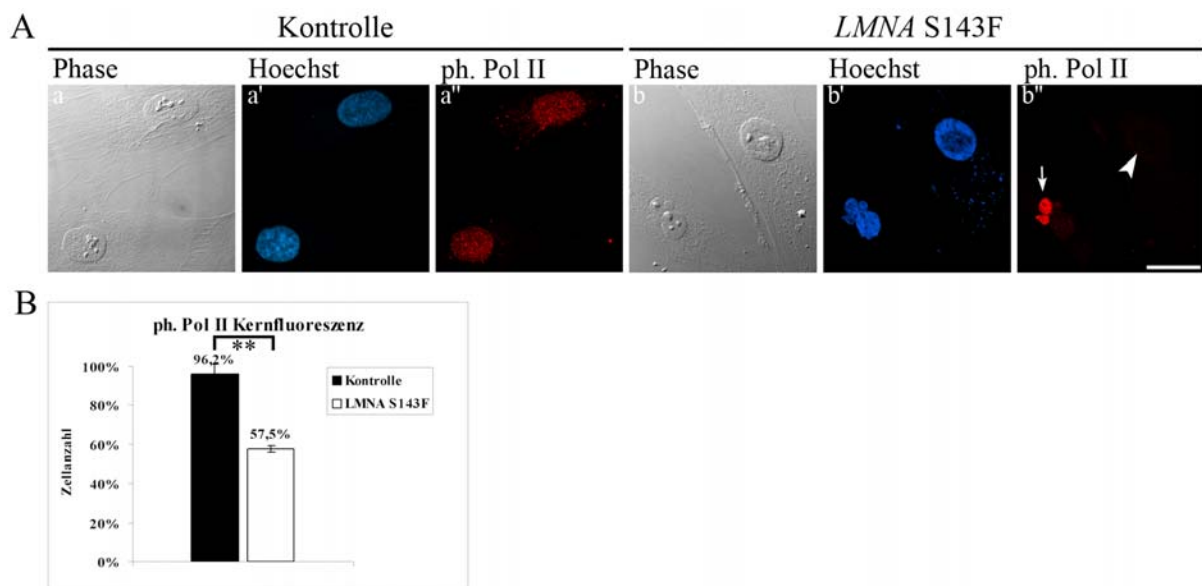 A
Kontrolle
LMNA S143F
Phase
Hoechst
ph. Pol II
Phase
Hoechst
ph. Pol II
a
a'
a"
b
b'
b"
B
ph. Pol II Kernfluoreszenz
**
96,2%
57,5%
100%
80%
60%
40%
20%
0%
Zellanzahl
Kontrolle
LMNA S143F